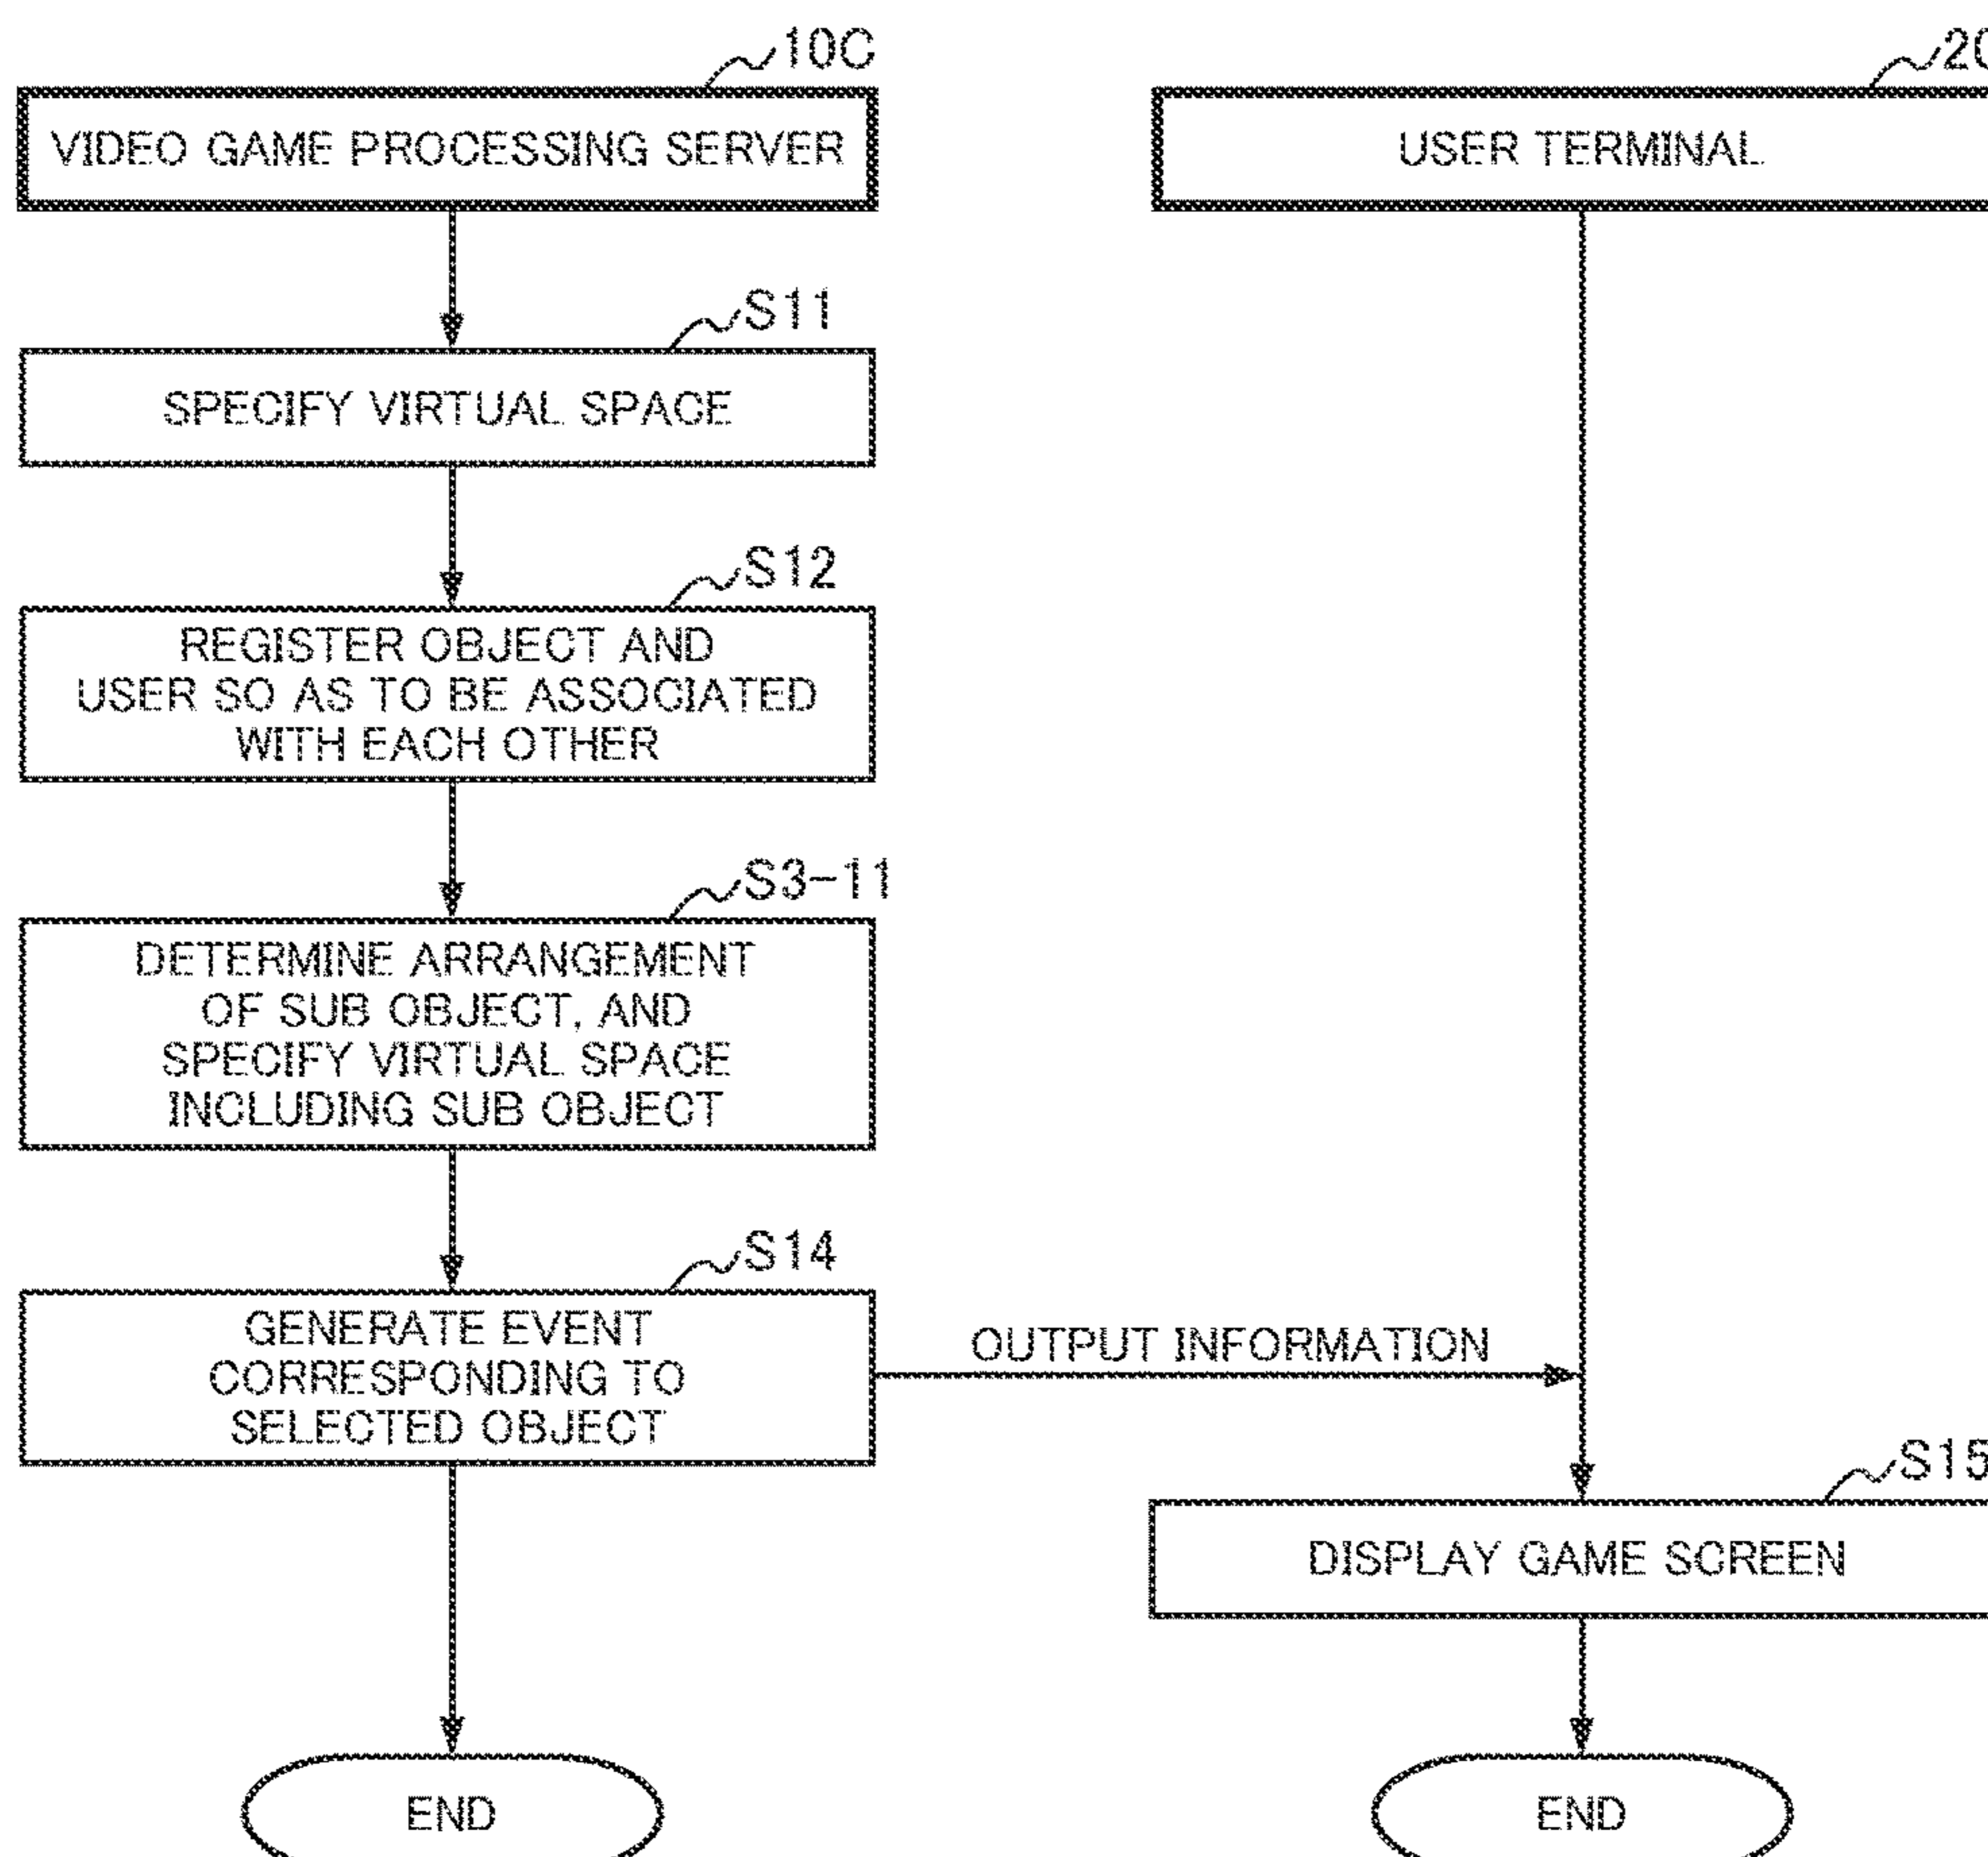 10C
20
VIDEO GAME PROCESSING SERVER
USER TERMINAL
S11
SPECIFY VIRTUAL SPACE
S12
REGISTER OBJECT AND
USER SO AS TO BE ASSOCIATED
WITH EACH OTHER
S3-11
DETERMINE ARRANGEMENT
OF SUB OBJECT, AND
SPECIFY VIRTUAL SPACE
INCLUDING SUB OBJECT
S14
GENERATE EVENT
CORRESPONDING TO
SELECTED OBJECT
OUTPUT INFORMATION
S15
DISPLAY GAME SCREEN
END
END